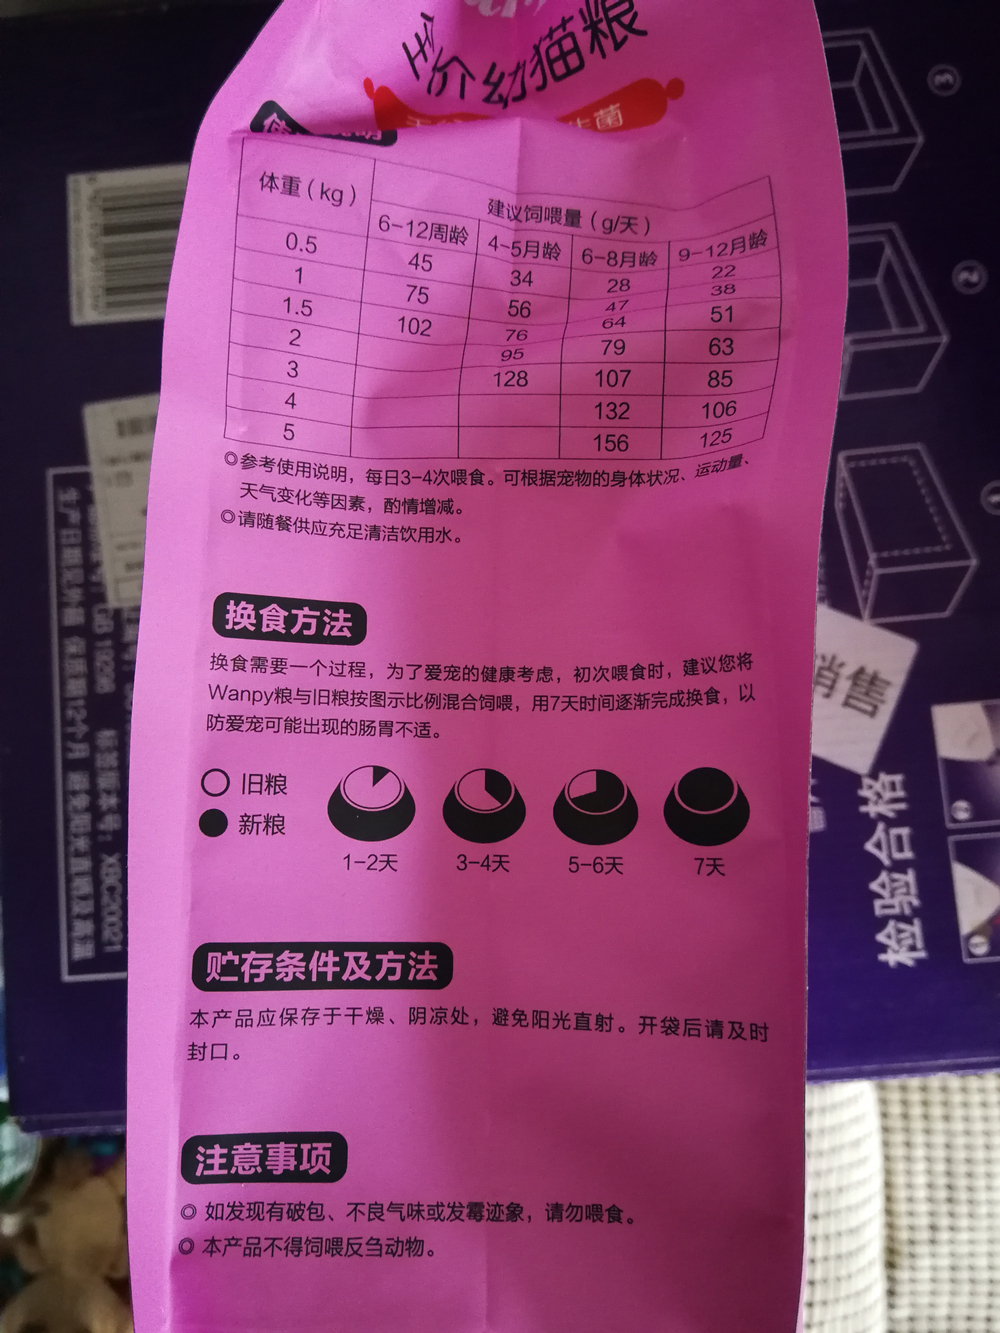 全价幼猫粮
体重（kg）
建议饲喂量（g/天）
6-12周龄 4-5月龄 6-8月龄 9-12月龄
0.5 45 34 28 22
1 75 56 47 38
1.5 102 76 64 51
2 95 79 63
3 128 107 85
4 132 106
5 156 125
◎参考使用说明，每日3-4次喂食。可根据宠物的身体状况、运动量、
天气变化等因素，酌情增减。
◎请随餐供应充足清洁饮用水。
换食方法
换食需要一个过程，为了爱宠的健康考虑，初次喂食时，建议您将
Wanpy粮与旧粮按图示比例混合饲喂，用7天时间逐渐完成换食，以
防爱宠可能出现的肠胃不适。
旧粮
新粮
1-2天 3-4天 5-6天 7天
贮存条件及方法
本产品应保存于干燥、阴凉处，避免阳光直射。开袋后请及时
封口。
注意事项
◎ 如发现有破包、不良气味或发霉迹象，请勿喂食。
◎ 本产品不得饲喂反刍动物。
销售
检验合格
③
②
①